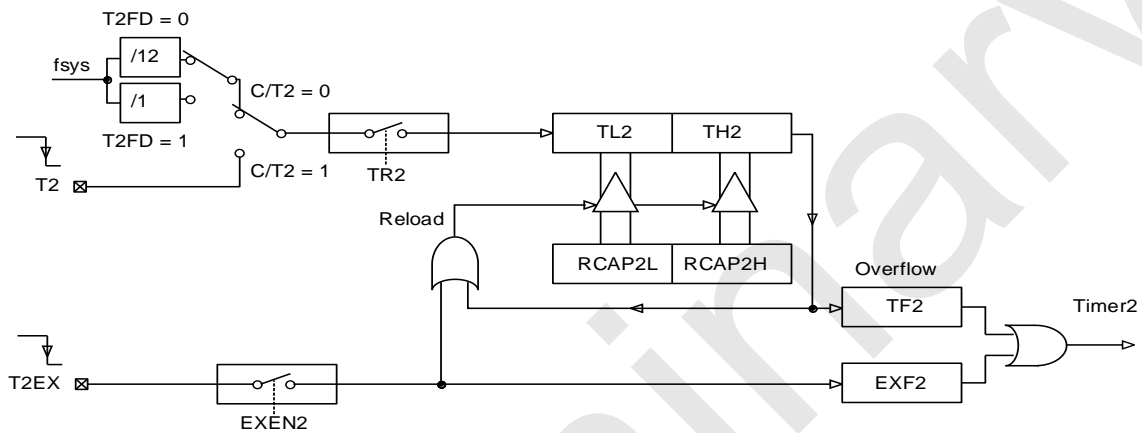 T2FD = 0
/12
fsys
C/T2 = 0
/1
T2FD = 1
TL2
TH2
T2
C/T2 = 1
TR2
Reload
RCAP2L
RCAP2H
Overflow
TF2
Timer2
T2EX
EXF2
EXEN2